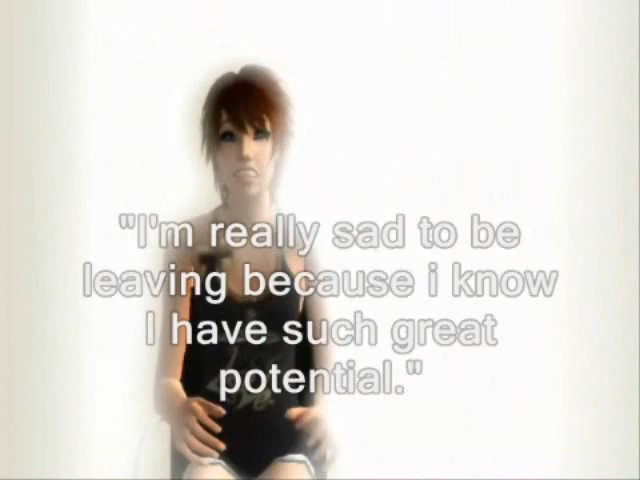 "I'm really sad to be
leaving because i know
I have such great
potential."